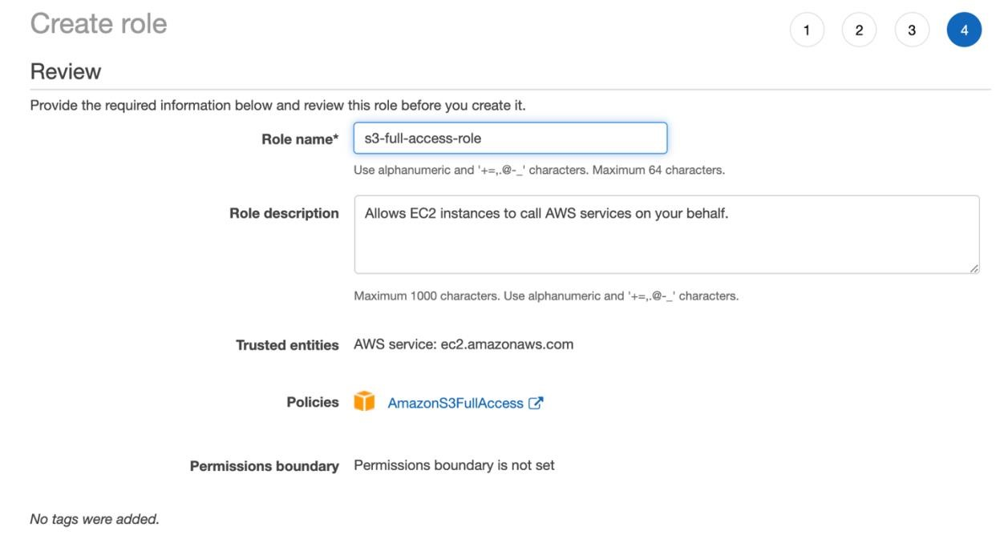 Create role
1 2 3 4
Review
Provide the required information below and review this role before you create it.
Role name* s3-full-access-role
Use alphanumeric and '+=,.@-_' characters. Maximum 64 characters.
Role description Allows EC2 instances to call AWS services on your behalf.
Maximum 1000 characters. Use alphanumeric and '+=,.@-_' characters.
Trusted entities AWS service: ec2.amazonaws.com
Policies AmazonS3FullAccess
Permissions boundary Permissions boundary is not set
No tags were added.